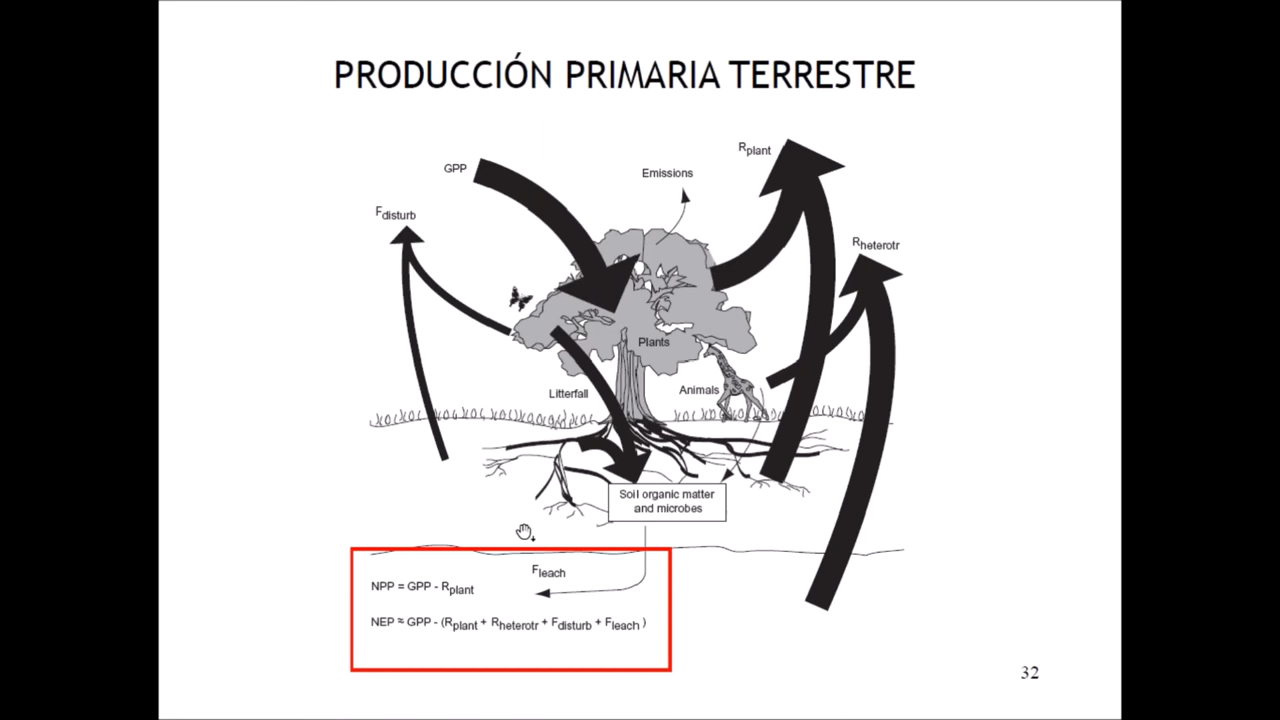 PRODUCCIÓN PRIMARIA TERRESTRE
GPP
Emissions
Rplant
Fdisturb
Rheterotr
Plants
Litterfall
Animals
Soil organic matter
and microbes
Fleach
NPP = GPP - Rplant
NEP ≈ GPP - (Rplant + Rheterotr + Fdisturb + Fleach )
32